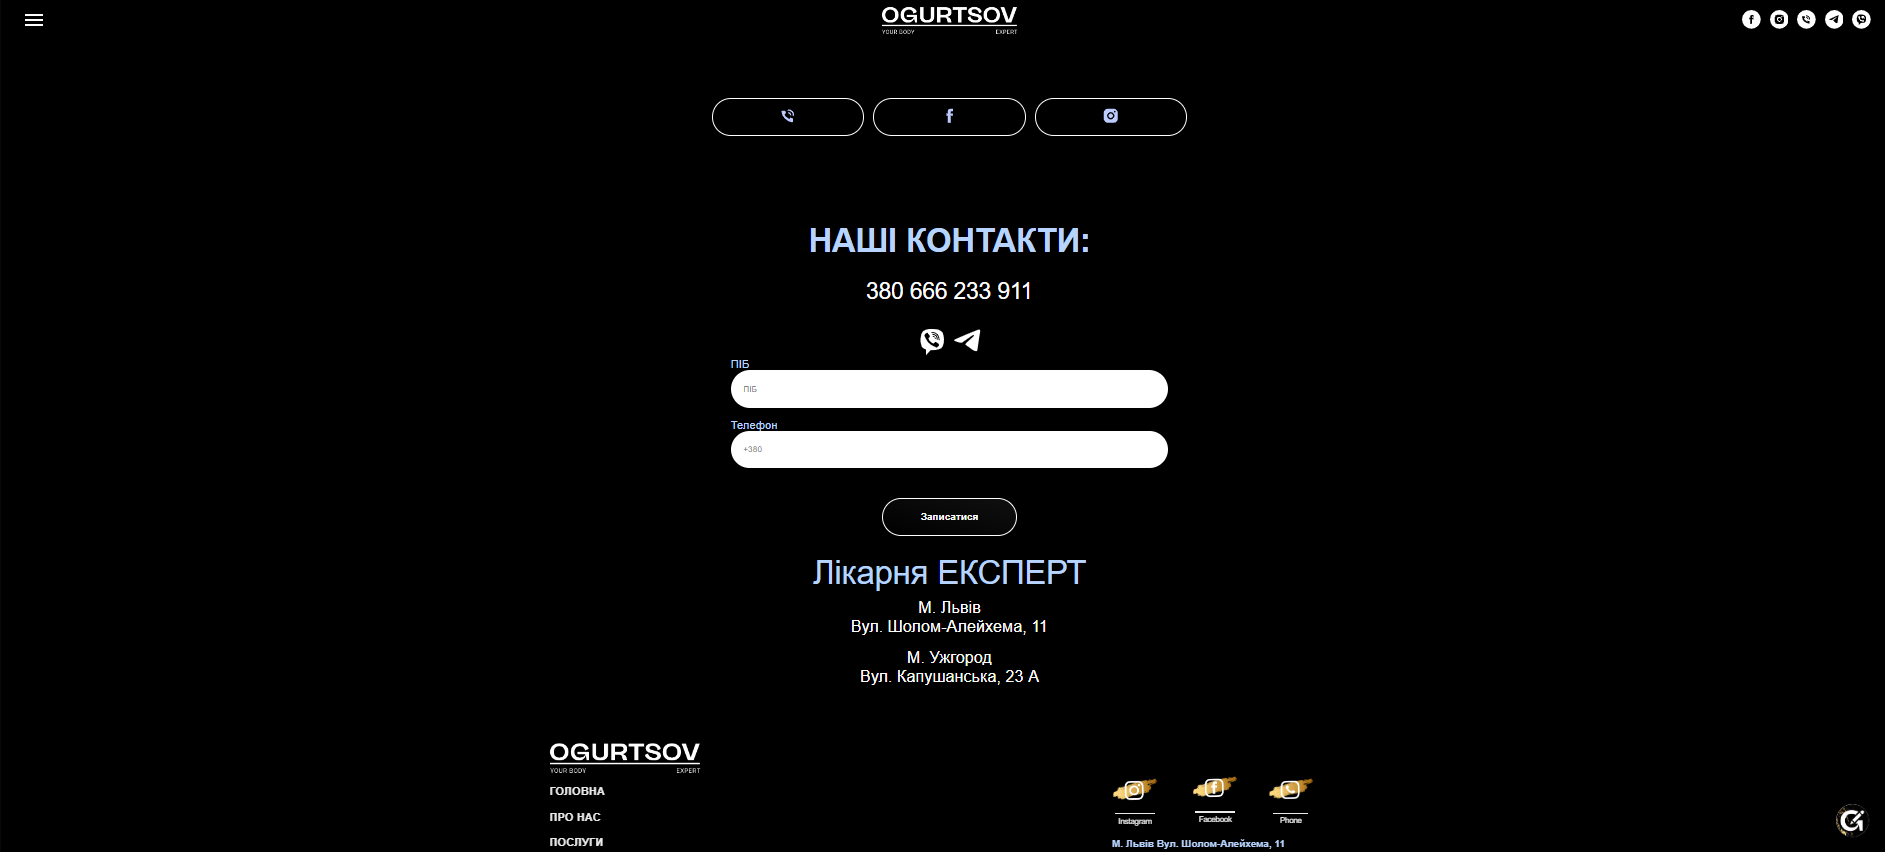 OGURTSOV
YOUR BODY EXPERT
НАШІ КОНТАКТИ:
380 666 233 911
ПІБ
ПІБ
Телефон
+380
Записатися
Лікарня ЕКСПЕРТ
М. Львів
Вул. Шолом-Алейхема, 11
М. Ужгород
Вул. Капушанська, 23 А
OGURTSOV
YOUR BODY EXPERT
ГОЛОВНА
ПРО НАС
ПОСЛУГИ
Instagram
Facebook
Phone
М. Львів Вул. Шолом-Алейхема, 11